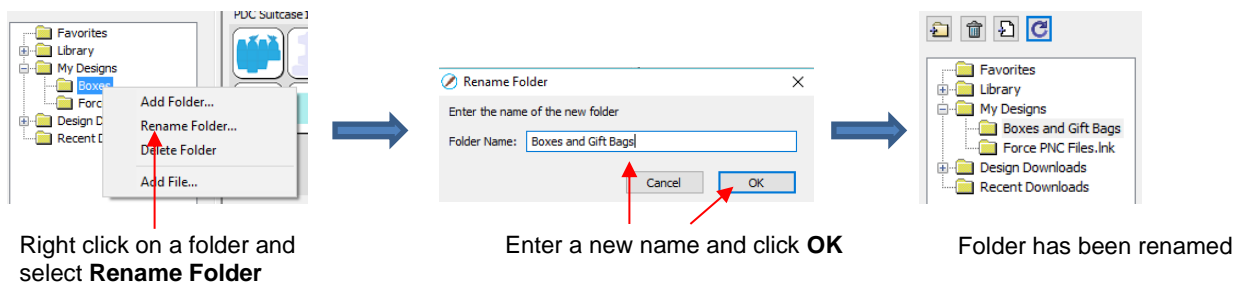 PDC Suitcase1
Favorites
Library
My Designs
Boxes
Forc
Design D
Recent D
Add Folder...
Rename Folder...
Delete Folder
Add File...
Right click on a folder and
select Rename Folder
Rename Folder
Enter the name of the new folder
Folder Name: Boxes and Gift Bags
Cancel OK
Enter a new name and click OK
Favorites
Library
My Designs
Boxes and Gift Bags
Force PNC Files.lnk
Design Downloads
Recent Downloads
Folder has been renamed